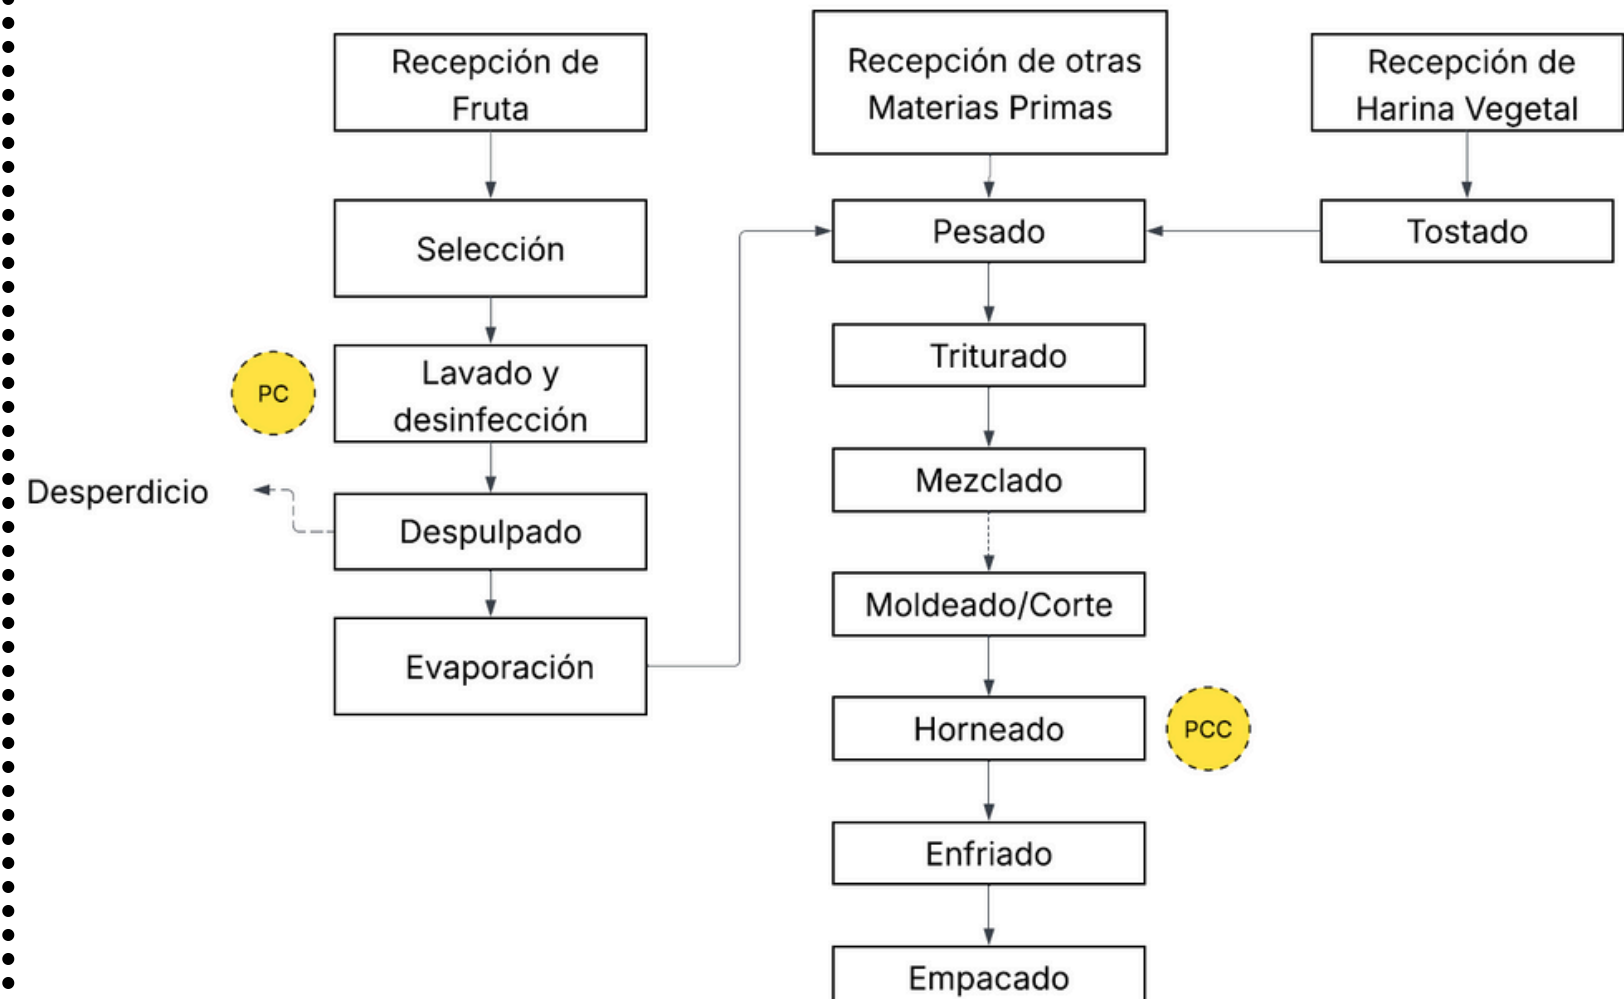 Recepción de
Fruta
Selección
PC
Lavado y
desinfección
Desperdicio
Despulpado
Evaporación
Recepción de otras
Materias Primas
Pesado
Triturado
Mezclado
Moldeado/Corte
Horneado
PCC
Enfriado
Empacado
Recepción de
Harina Vegetal
Tostado